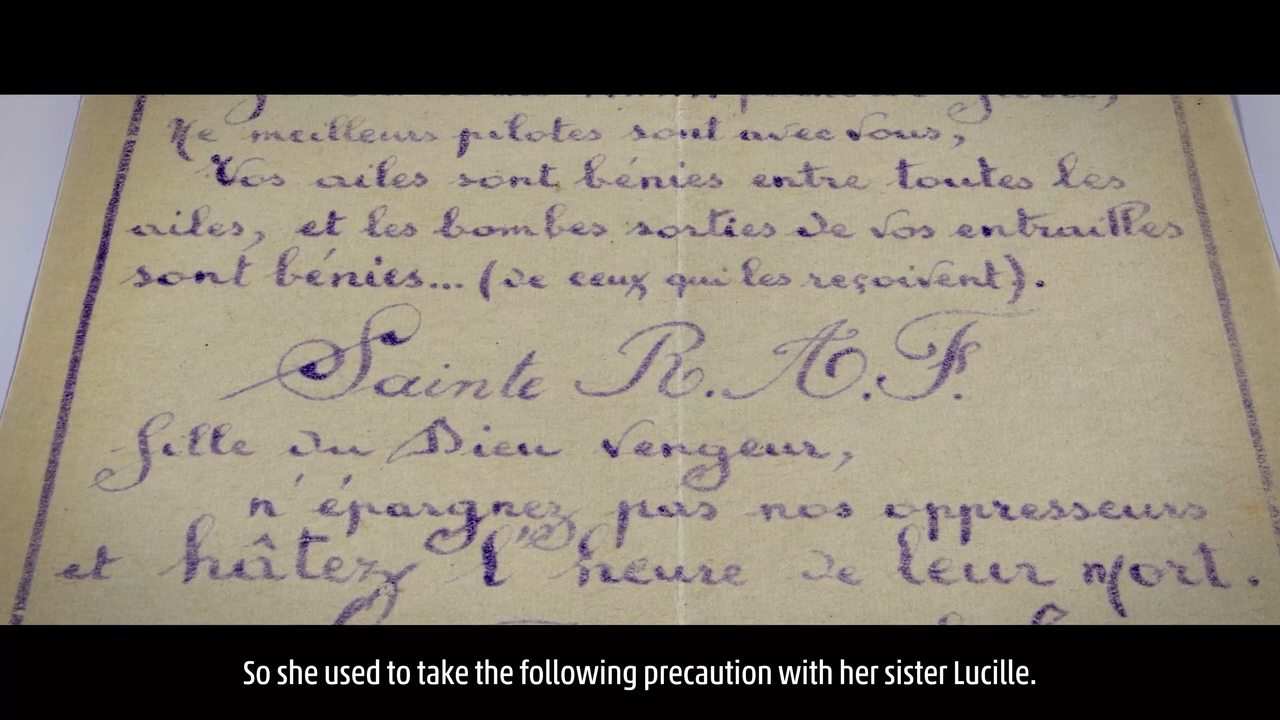 Ne meilleurs pilotes sont avec vous,
Vos ailes sont bénies entre toutes les
ailes, et les bombes sorties de vos entrailles
sont bénies... (de ceux qui les reçoivent).
Sainte R.A.F.
fille du Dieu Vengeur,
n'épargnez pas nos oppresseurs
et hâtez l'heure de leur Mort.
So she used to take the following precaution with her sister Lucille.